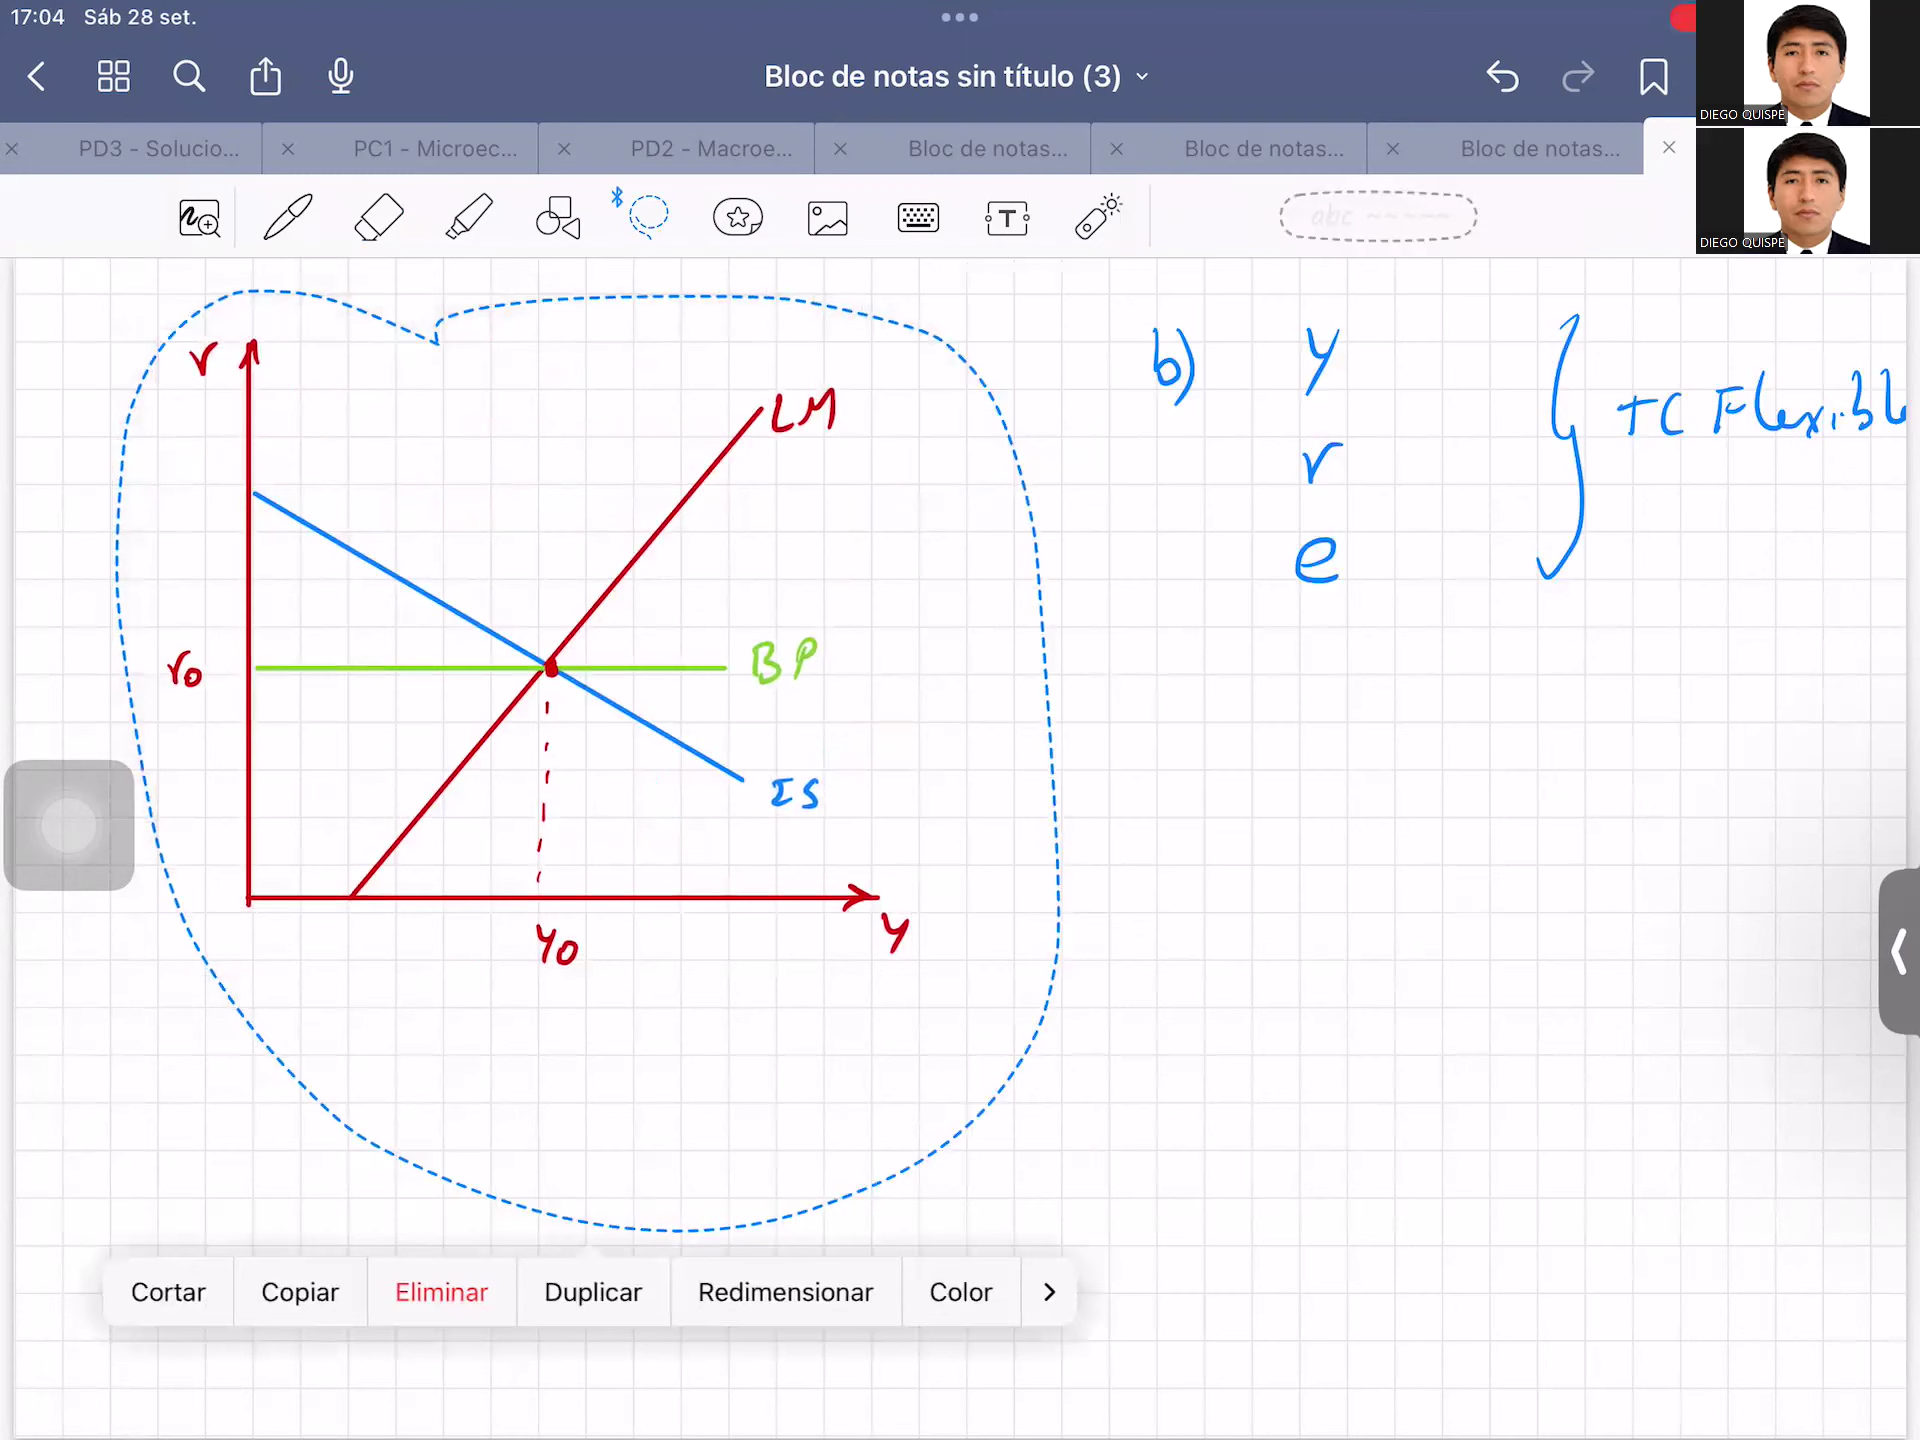 17:04 Sáb 28 set.
Bloc de notas sin título (3)
DIEGO QUISPE
PD3 - Solucio...
PC1 - Microec...
PD2 - Macroe...
Bloc de notas...
Bloc de notas...
Bloc de notas...
DIEGO QUISPE
abc
T
r
LM
r0
BP
IS
Y0
y
b) y
r
e
TC Flexible
Cortar
Copiar
Eliminar
Duplicar
Redimensionar
Color